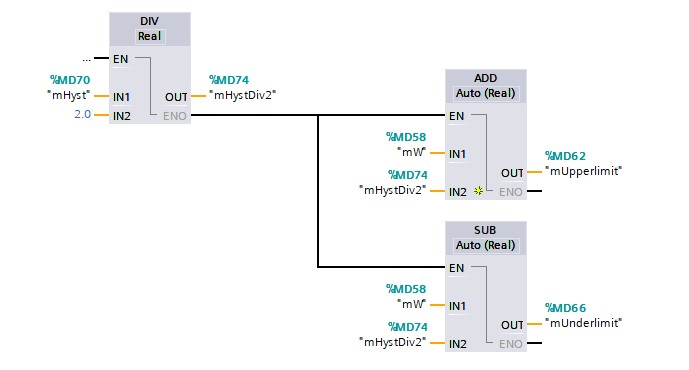 DIV
Real
... EN
%MD70
"mHyst" IN1
2.0 IN2
%MD74
OUT "mHystDiv2"
ENO
ADD
Auto (Real)
EN
%MD58
"mW" IN1
%MD74
"mHystDiv2" IN2
%MD62
OUT "mUpperlimit"
ENO
SUB
Auto (Real)
EN
%MD58
"mW" IN1
%MD74
"mHystDiv2" IN2
%MD66
OUT "mUnderlimit"
ENO